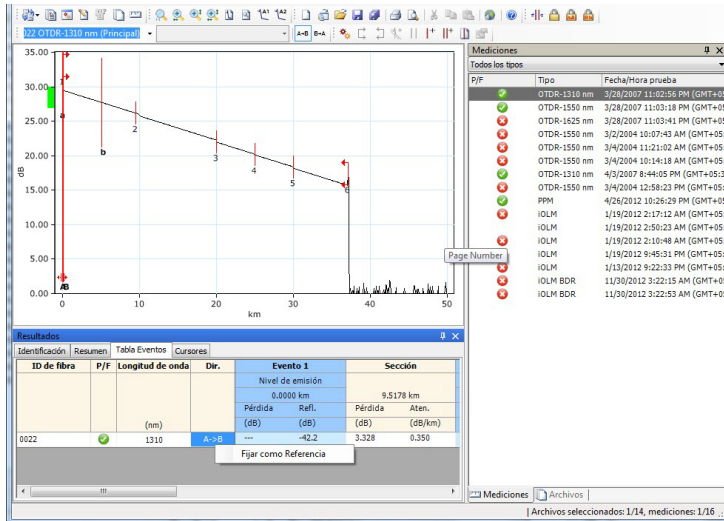 A1 A2
022 OTDR-1310 nm (Principal)
A→B B→A
35.00
30.00
25.00
20.00
15.00
10.00
5.00
0.00
dB
1
a
b
2
3
4
5
6
AB
0 10 20 30 40 50
km
Mediciones
Todos los tipos
P/F Tipo Fecha/Hora prueba
OTDR-1310 nm 3/28/2007 11:02:56 PM (GMT+05
OTDR-1550 nm 3/28/2007 11:03:18 PM (GMT+05
OTDR-1625 nm 3/28/2007 11:03:41 PM (GMT+05
OTDR-1550 nm 3/2/2004 10:07:43 AM (GMT+05
OTDR-1550 nm 3/4/2004 11:21:02 AM (GMT+05
OTDR-1550 nm 3/4/2004 10:14:18 AM (GMT+05
OTDR-1310 nm 4/3/2007 8:44:05 PM (GMT+05:3
OTDR-1550 nm 3/4/2004 12:58:23 PM (GMT+05
PPM 4/26/2012 10:26:29 PM (GMT+05
iOLM 1/19/2012 2:17:12 AM (GMT+05:
iOLM 1/19/2012 2:50:23 AM (GMT+05:
iOLM 1/19/2012 2:10:48 AM (GMT+05:
iOLM 1/19/2012 9:45:31 PM (GMT+05:
iOLM 1/13/2012 9:22:33 PM (GMT+05:
iOLM BDR 11/30/2012 3:22:15 AM (GMT+0
iOLM BDR 11/30/2012 3:22:53 AM (GMT+0
Page Number
Resultados
Identificación Resumen Tabla Eventos Cursores
ID de fibra P/F Longitud de onda Dir. Evento 1 Sección
Nivel de emisión
0.0000 km 9.5178 km
Pérdida Refl. Pérdida Aten.
(nm) (dB) (dB) (dB) (dB/km)
0022 1310 A->B --- -42.2 3.328 0.350
Fijar como Referencia
Mediciones Archivos
Archivos seleccionados: 1/14, mediciones: 1/16